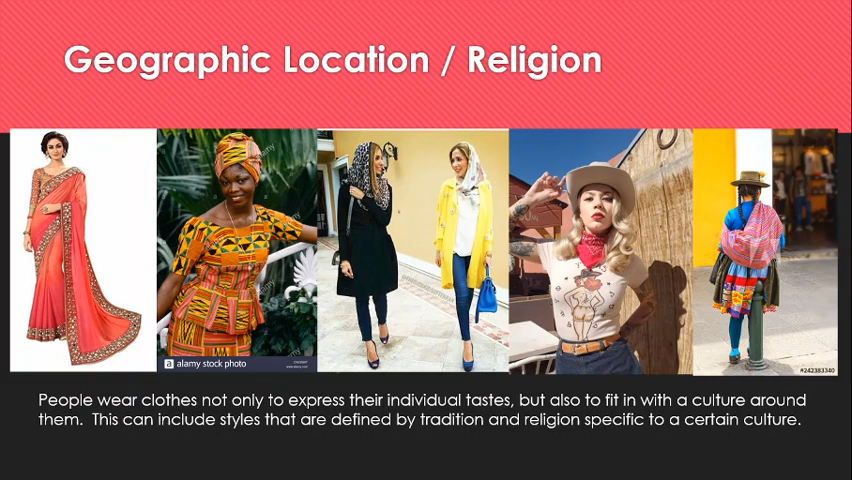 Geographic Location / Religion
alamy stock photo
#242383340
People wear clothes not only to express their individual tastes, but also to fit in with a culture around
them.  This can include styles that are defined by tradition and religion specific to a certain culture.